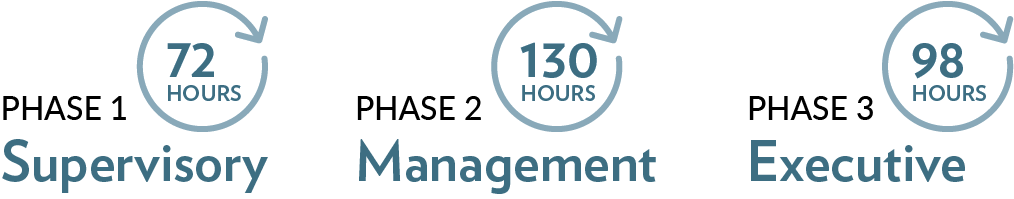 72
HOURS
PHASE 1
Supervisory
130
HOURS
PHASE 2
Management
98
HOURS
PHASE 3
Executive